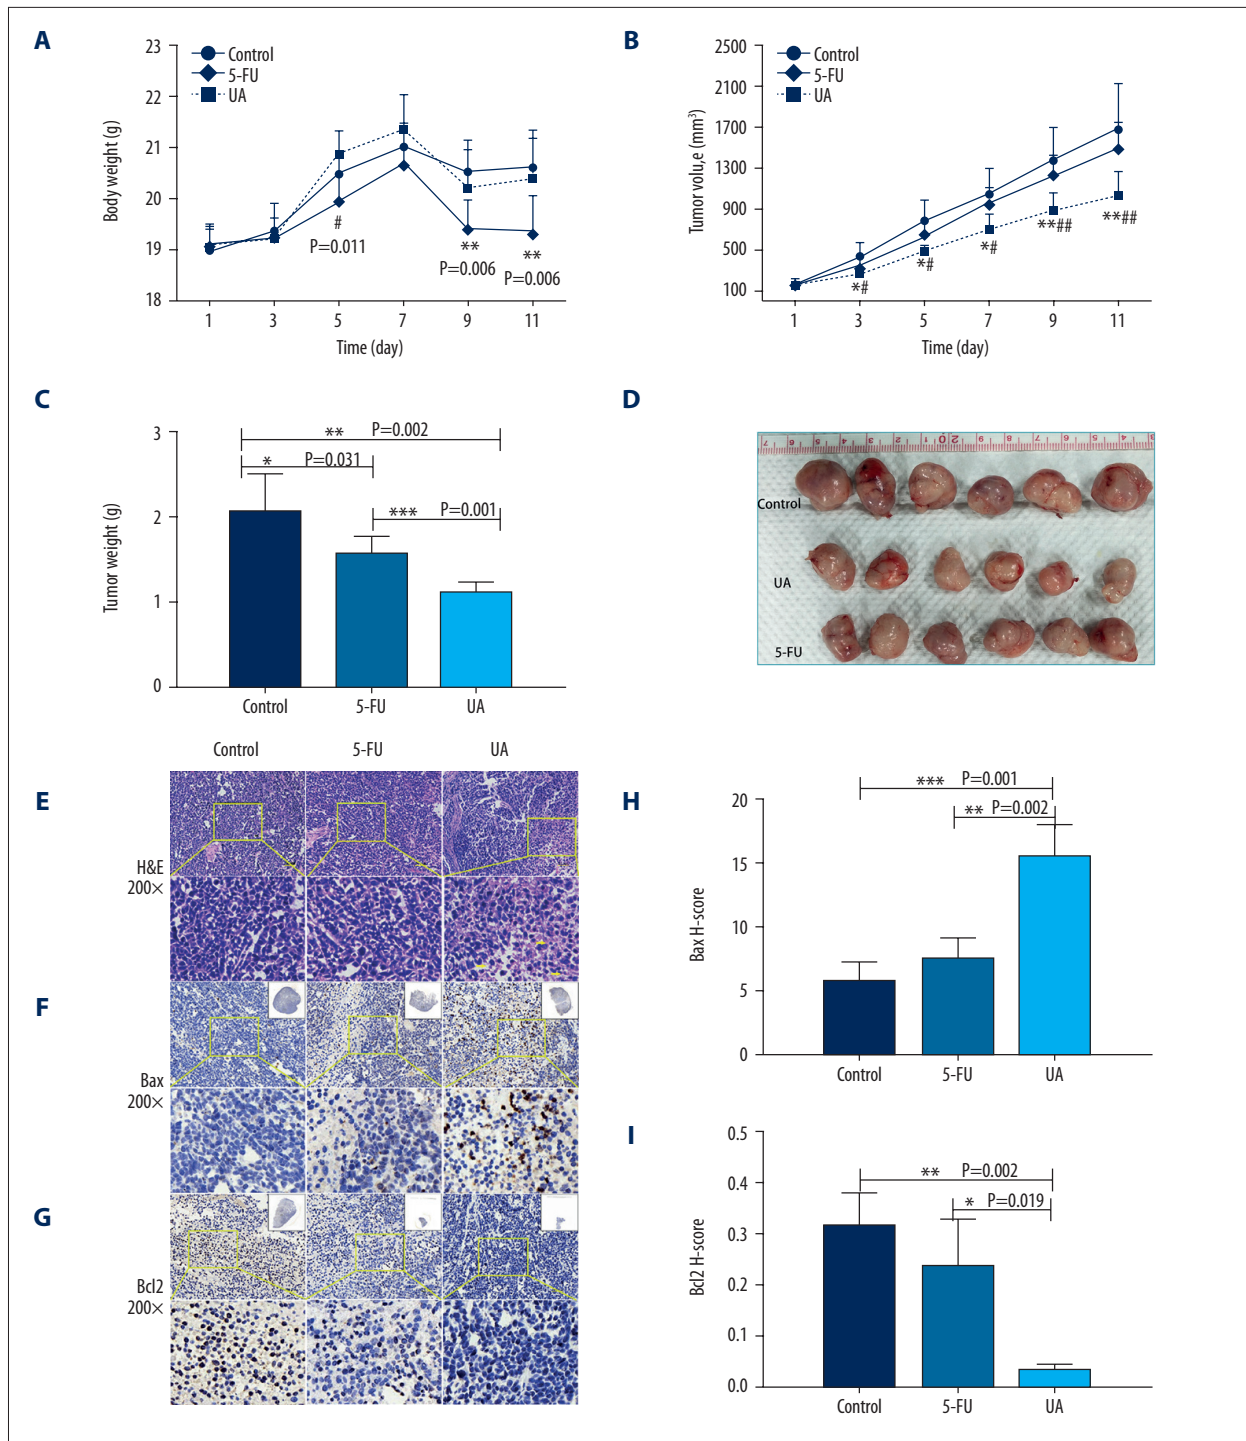 A
Control
5-FU
UA
Body weight (g)
23
22
21
20
19
18
#
P=0.011
**
P=0.006
**
P=0.006
1 3 5 7 9 11
Time (day)
B
Control
5-FU
UA
Tumor volu,e (mm³)
2500
2100
1700
1300
900
500
100
*#
*#
*#
**##
**##
1 3 5 7 9 11
Time (day)
C
Tumor weight (g)
3
2
1
0
** P=0.002
* P=0.031
*** P=0.001
Control 5-FU UA
D
Control
UA
5-FU
Control 5-FU UA
E
H&E
200×
F
Bax
200×
G
Bcl2
200×
H
Bax H-score
20
15
10
5
0
*** P=0.001
** P=0.002
Control 5-FU UA
I
Bcl2 H-score
0.5
0.4
0.3
0.2
0.1
0.0
** P=0.002
* P=0.019
Control 5-FU UA